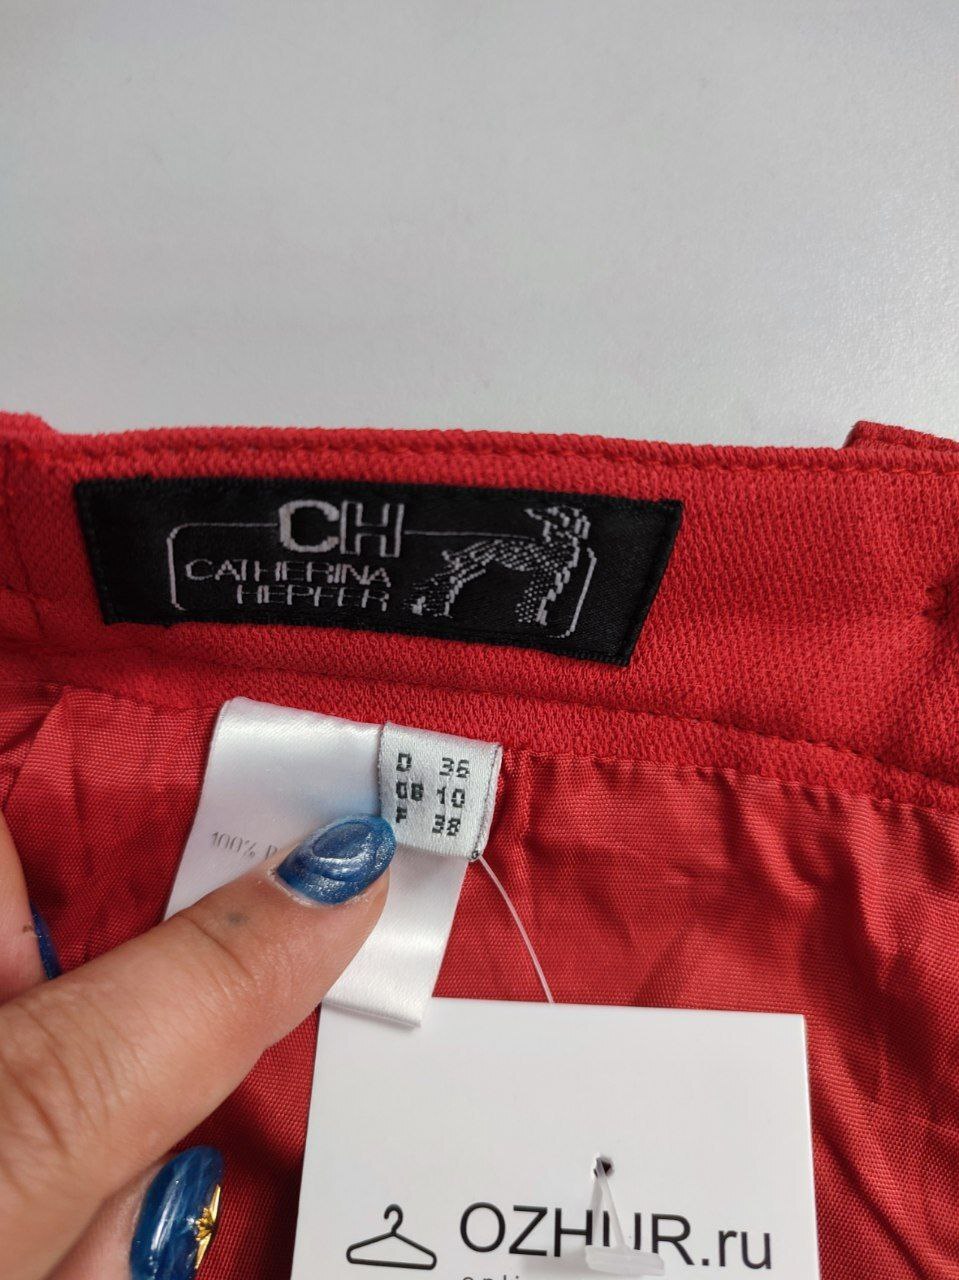 CH
CATHERINA
HEPFER
D 36
GB 10
F 38
100%
OZHUR.ru